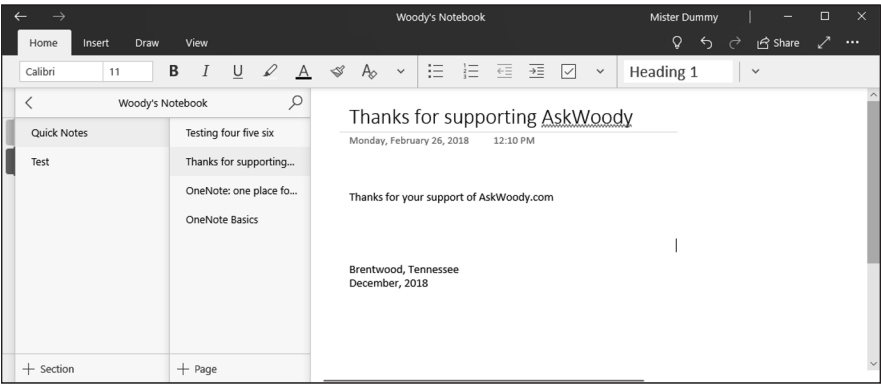 Woody's Notebook
Mister Dummy
Home Insert Draw View
Share
Calibri 11 B I U A A Heading 1
Woody's Notebook
Quick Notes
Test
Testing four five six
Thanks for supporting...
OneNote: one place fo...
OneNote Basics
+ Section
+ Page
Thanks for supporting AskWoody
Monday, February 26, 2018 12:10 PM
Thanks for your support of AskWoody.com
Brentwood, Tennessee
December, 2018